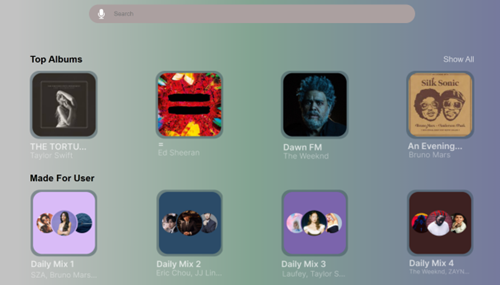 Search
Top Albums
Show All
THE TORTU...
Taylor Swift
=
Ed Sheeran
Dawn FM
The Weeknd
Silk Sonic
An Evening...
Bruno Mars
Made For User
Daily Mix 1
SZA, Bruno Mars...
Daily Mix 2
Eric Chou, JJ Lin...
Daily Mix 3
Laufey, Taylor S...
Daily Mix 4
The Weeknd, ZAYN...